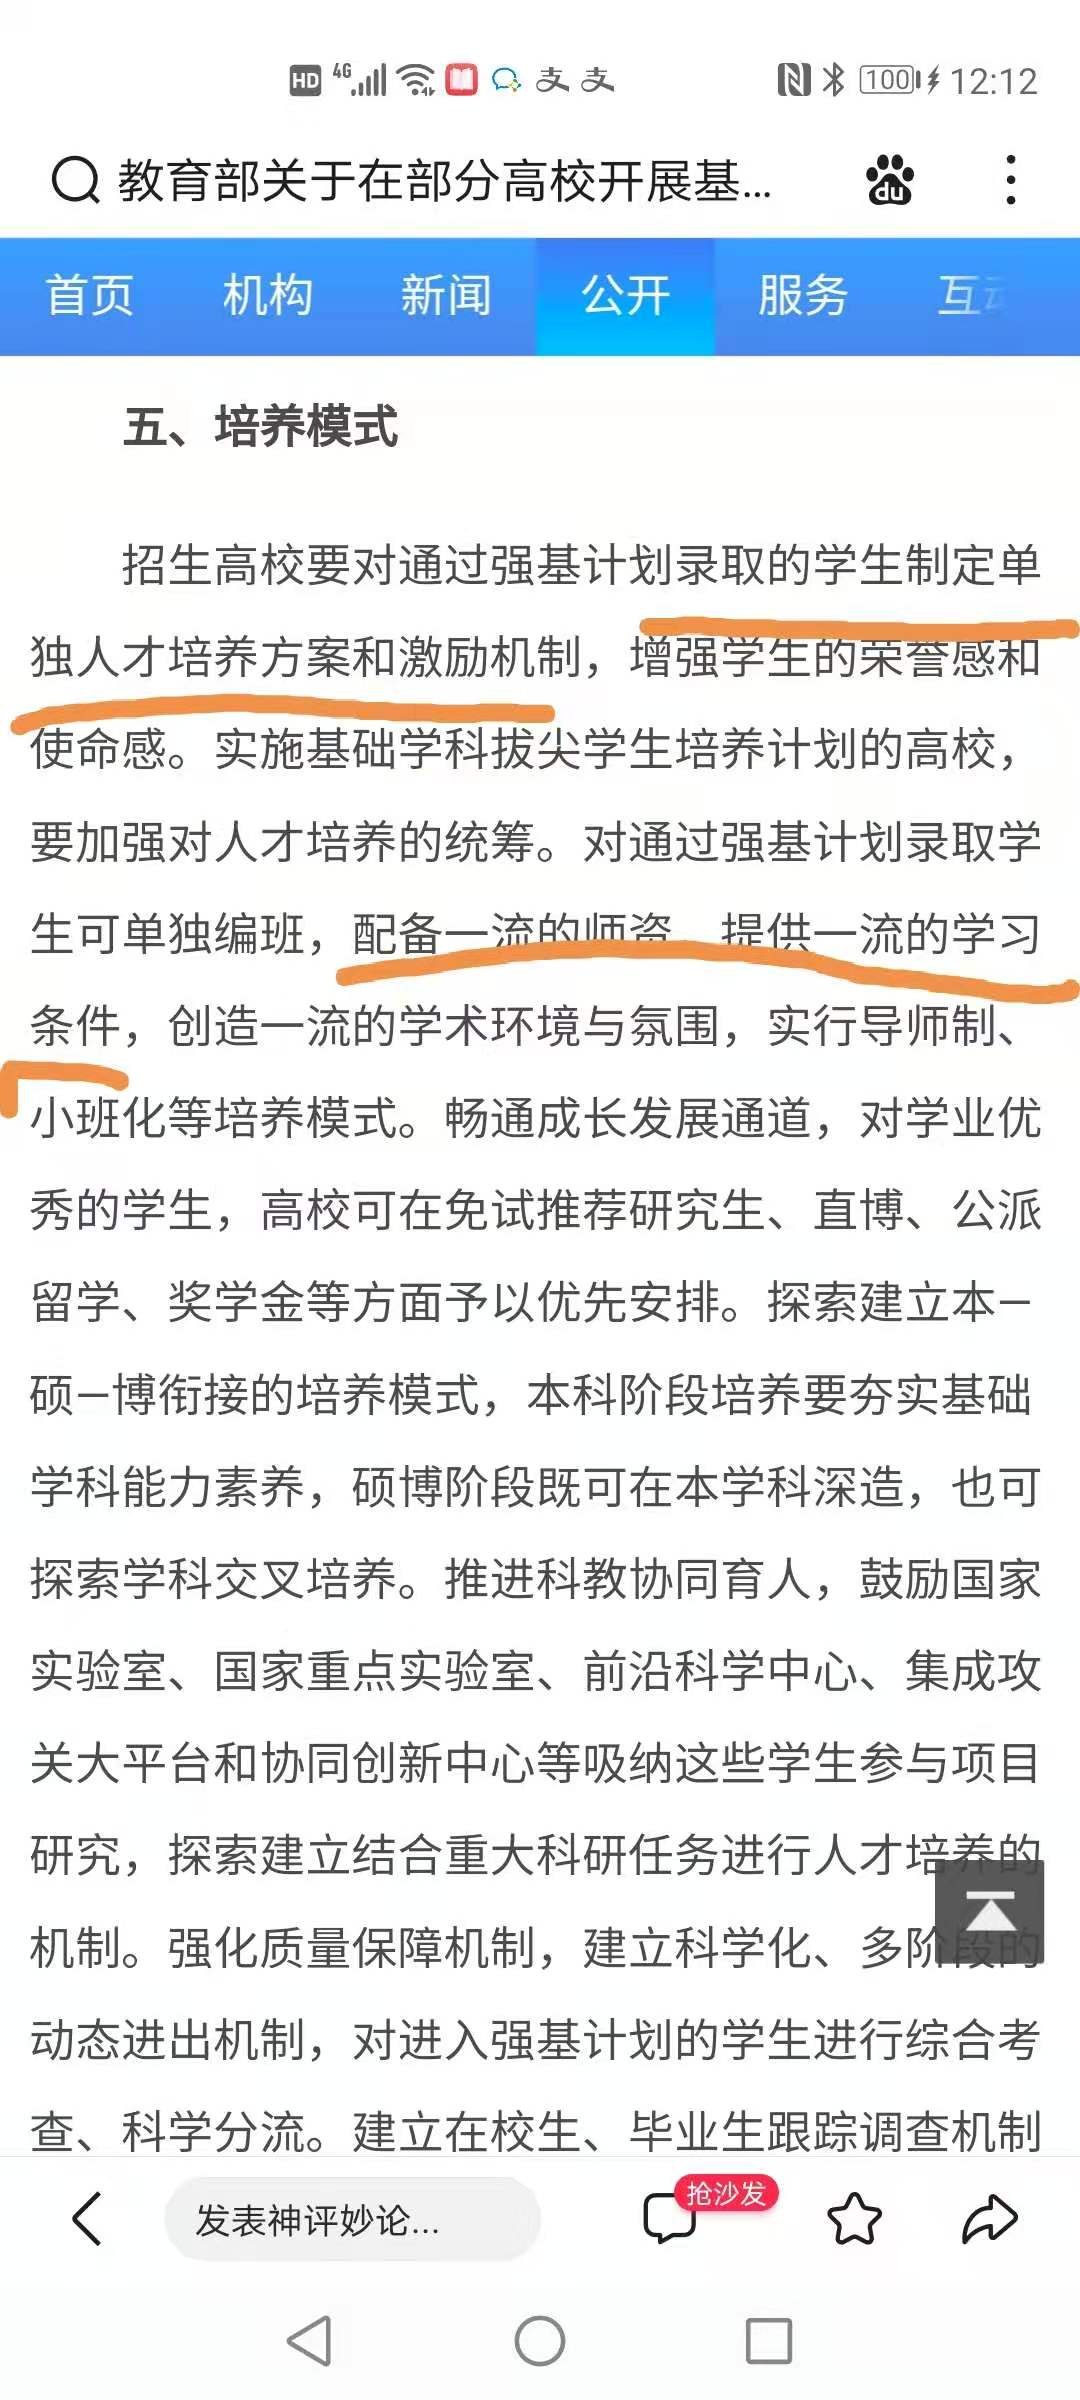 HD 4G 支 支 100 12:12
教育部关于在部分高校开展基... du
首页 机构 新闻 公开 服务 互动
五、培养模式
招生高校要对通过强基计划录取的学生制定单
独人才培养方案和激励机制，增强学生的荣誉感和
使命感。实施基础学科拔尖学生培养计划的高校，
要加强对人才培养的统筹。对通过强基计划录取学
生可单独编班，配备一流的师资，提供一流的学习
条件，创造一流的学术环境与氛围，实行导师制、
小班化等培养模式。畅通成长发展通道，对学业优
秀的学生，高校可在免试推荐研究生、直博、公派
留学、奖学金等方面予以优先安排。探索建立本—
硕—博衔接的培养模式，本科阶段培养要夯实基础
学科能力素养，硕博阶段既可在本学科深造，也可
探索学科交叉培养。推进科教协同育人，鼓励国家
实验室、国家重点实验室、前沿科学中心、集成攻
关大平台和协同创新中心等吸纳这些学生参与项目
研究，探索建立结合重大科研任务进行人才培养的
机制。强化质量保障机制，建立科学化、多阶段的
动态进出机制，对进入强基计划的学生进行综合考
查、科学分流。建立在校生、毕业生跟踪调查机制
发表神评妙论... 抢沙发